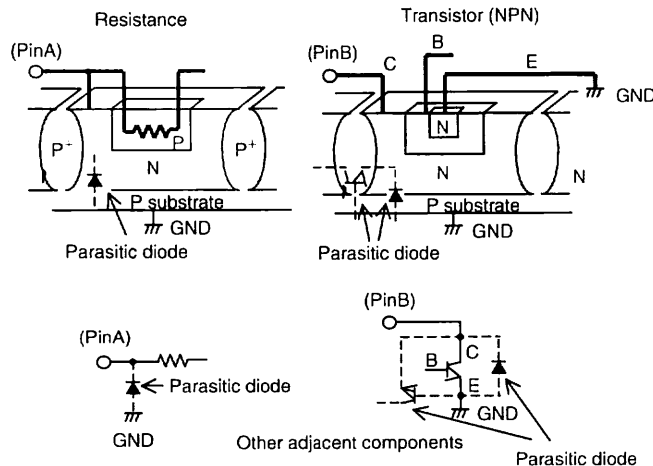 Resistance
Transistor (NPN)
(PinA)
(PinB)
C
B
E
GND
P+
P
P+
N
N
N
N
P substrate
P substrate
GND
GND
Parasitic diode
Parasitic diode
(PinA)
Parasitic diode
GND
(PinB)
B
C
E
GND
Other adjacent components
Parasitic diode